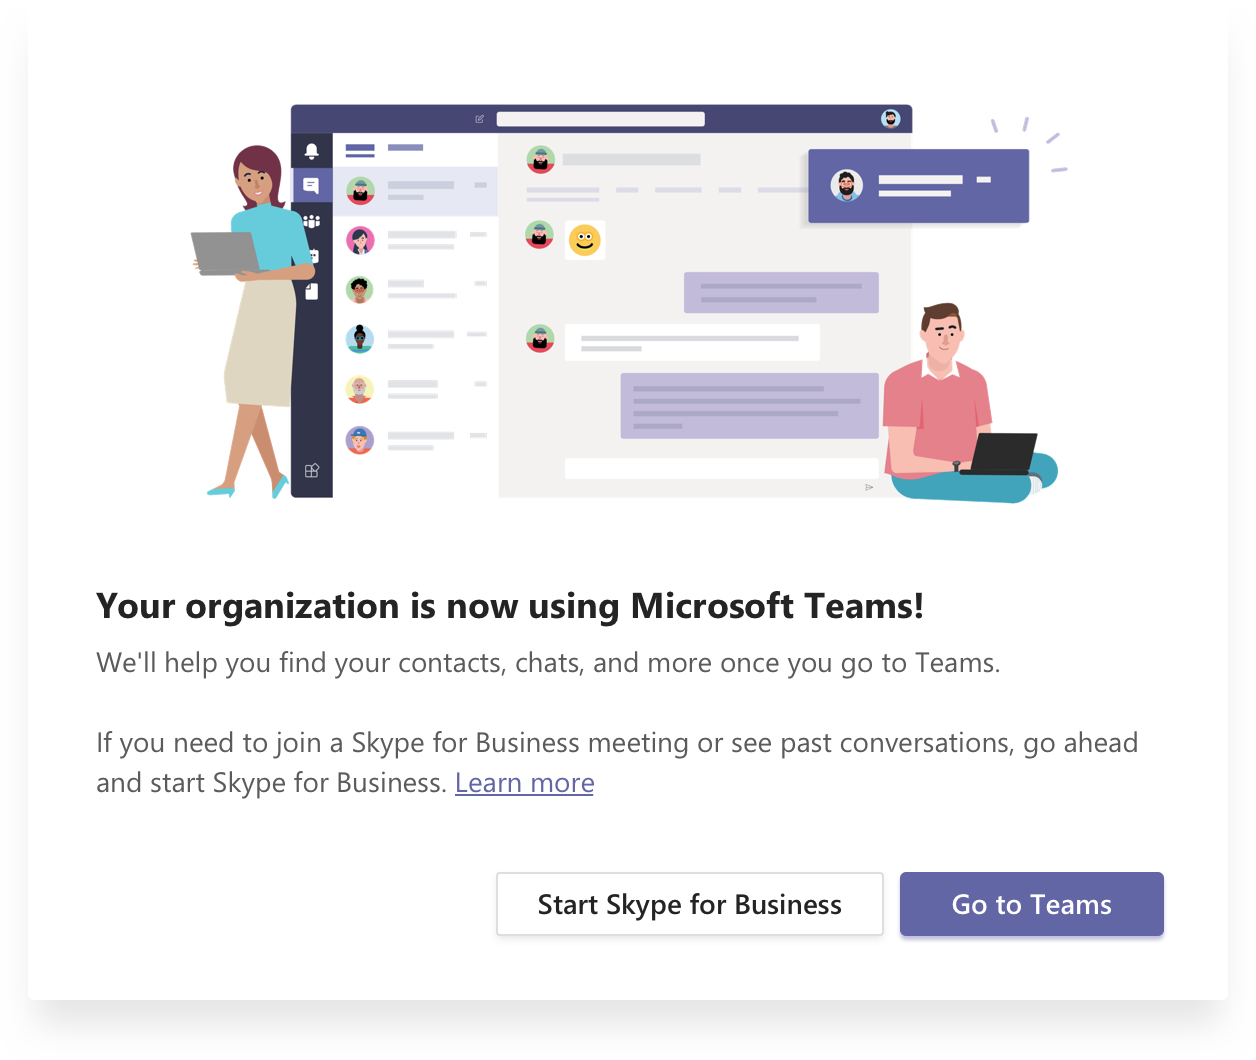 Your organization is now using Microsoft Teams!
We'll help you find your contacts, chats, and more once you go to Teams.
If you need to join a Skype for Business meeting or see past conversations, go ahead
and start Skype for Business. Learn more
Start Skype for Business
Go to Teams